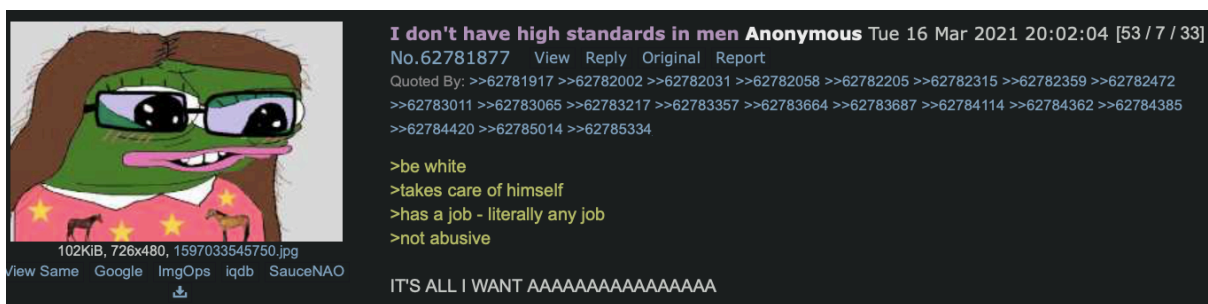 I don't have high standards in men Anonymous Tue 16 Mar 2021 20:02:04 [53 / 7 / 33]
No.62781877 View Reply Original Report
Quoted By: >>62781917 >>62782002 >>62782031 >>62782058 >>62782205 >>62782315 >>62782359 >>62782472
>>62783011 >>62783065 >>62783217 >>62783357 >>62783664 >>62783687 >>62784114 >>62784362 >>62784385
>>62784420 >>62785014 >>62785334
>be white
>takes care of himself
>has a job - literally any job
>not abusive
IT'S ALL I WANT AAAAAAAAAAAAAAAA
102KiB, 726x480, 1597033545750.jpg
View Same Google ImgOps iqdb SauceNAO